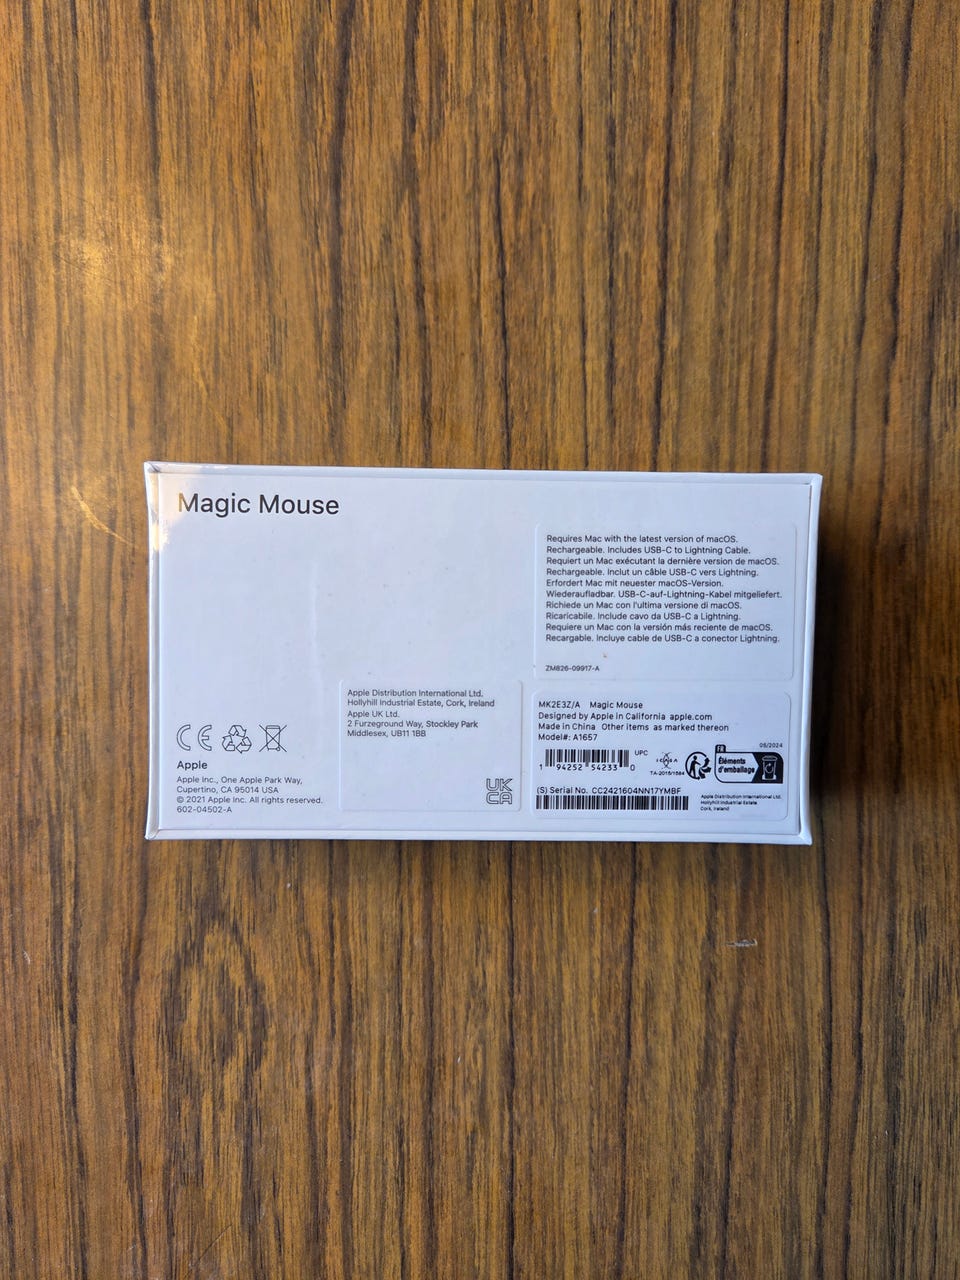 Magic Mouse
Requires Mac with the latest version of macOS.
Rechargeable. Includes USB-C to Lightning Cable.
Requiert un Mac exécutant la dernière version de macOS.
Rechargeable. Inclut un câble USB-C vers Lightning.
Erfordert Mac mit neuester macOS-Version.
Wiederaufladbar. USB-C-auf-Lightning-Kabel mitgeliefert.
Richiede un Mac con l'ultima versione di macOS.
Ricaricabile. Include cavo da USB-C a Lightning.
Requiere un Mac con la versión más reciente de macOS.
Recargable. Incluye cable de USB-C a conector Lightning.
ZM826-09917-A
CE
Apple
Apple Inc., One Apple Park Way,
Cupertino, CA 95014 USA
© 2021 Apple Inc. All rights reserved.
602-04502-A
Apple Distribution International Ltd.
Hollyhill Industrial Estate, Cork, Ireland
Apple UK Ltd.
2 Furzeground Way, Stockley Park
Middlesex, UB11 1BB
UK
CA
MK2E3Z/A Magic Mouse
Designed by Apple in California apple.com
Made in China Other items as marked thereon
Model#: A1657
UPC
1 94252 54233 0
ICASA
TA-2015/1584
FR
Éléments
d'emballage
05/2024
(S) Serial No. CC2421604NN17YMBF
Apple Distribution International Ltd.
Hollyhill Industrial Estate
Cork, Ireland